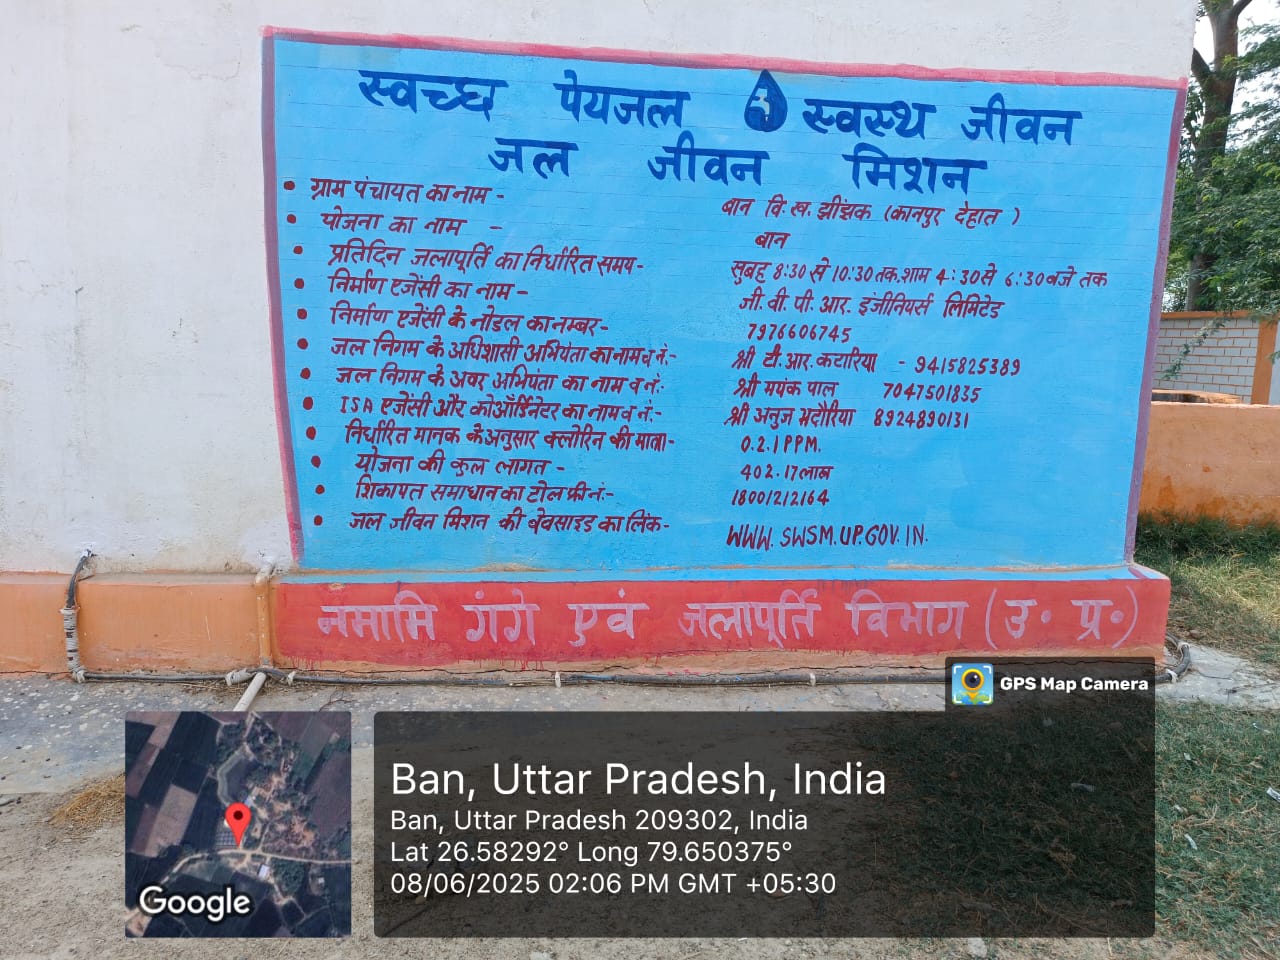 स्वच्छ पेयजल स्वस्थ जीवन
जल जीवन मिशन
• ग्राम पंचायत का नाम - बान वि.ख. झींझक (कानपुर देहात)
• योजना का नाम - बान
• प्रतिदिन जलापूर्ति का निर्धारित समय- सुबह 8:30 से 10:30 तक, शाम 4:30 से 6:30 बजे तक
• निर्माण एजेंसी का नाम - जी. वी. पी. आर. इंजीनियर्स लिमिटेड
• निर्माण एजेंसी के नोडल का नम्बर- 7976606745
• जल निगम के अधिशासी अभियंता का नाम व नं:- श्री टी. आर. कटारिया - 9415825389
• जल निगम के अवर अभियंता का नाम व नं:- श्री मयंक पाल 7047501835
• ISA एजेंसी और कोऑर्डिनेटर का नाम व नं:- श्री अनुज भदौरिया 8924890131
• निर्धारित मानक के अनुसार क्लोरिन की मात्रा- 0.2.1 PPM.
• योजना की कुल लागत - 402.17 लाख
• शिकायत समाधान का टोल फ्री नं:- 18001212164
• जल जीवन मिशन की वेवसाइड का लिंक- WWW.SWSM.UP.GOV.IN.
नमामि गंगे एवं जलापूर्ति विभाग (उ॰ प्र॰)
GPS Map Camera
Ban, Uttar Pradesh, India
Ban, Uttar Pradesh 209302, India
Lat 26.58292° Long 79.650375°
08/06/2025 02:06 PM GMT +05:30
Google